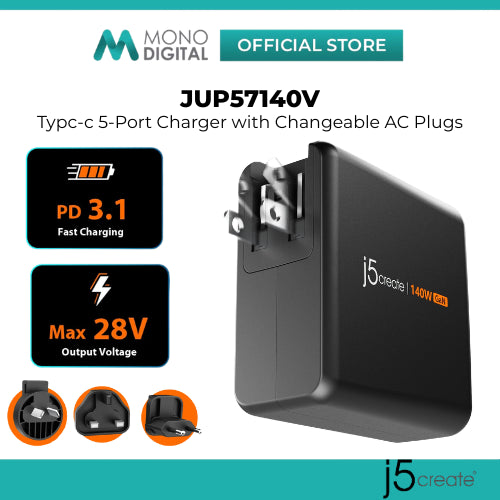 MONO
DIGITAL
OFFICIAL STORE
JUP57140V
Typc-c 5-Port Charger with Changeable AC Plugs
PD 3.1
Fast Charging
Max 28V
Output Voltage
j5create | 140W GaN
j5create®